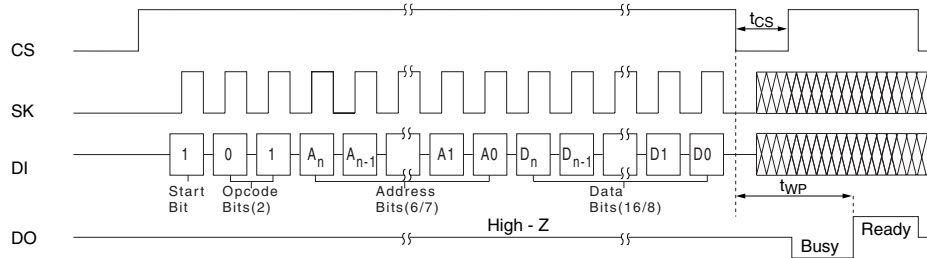 CS
tCS
SK
DI
1 0 1 An An-1 A1 A0 Dn Dn-1 D1 D0
Start Bit
Opcode Bits(2)
Address Bits(6/7)
Data Bits(16/8)
tWP
DO
High - Z
Busy
Ready